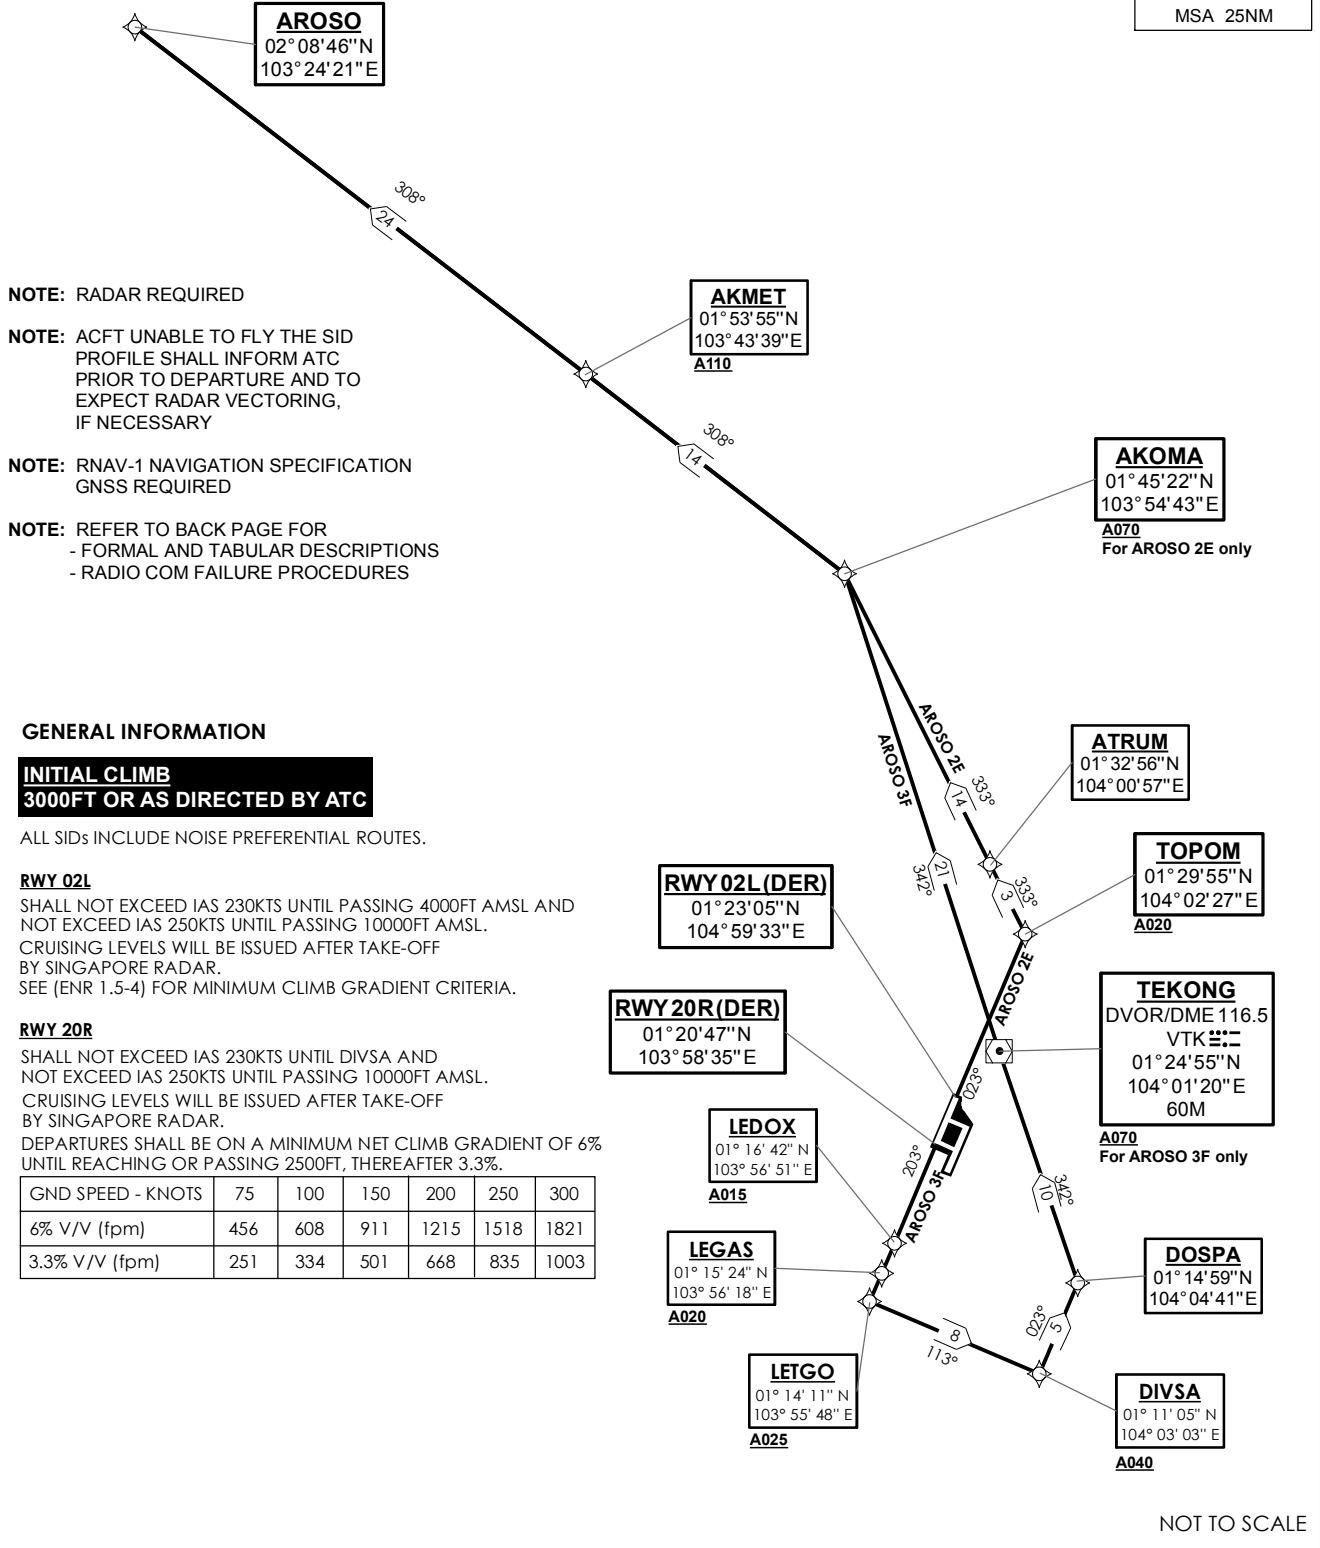 MSA 25NM
AROSO
02°08'46"N
103°24'21"E
308°
24
NOTE: RADAR REQUIRED
NOTE: ACFT UNABLE TO FLY THE SID
PROFILE SHALL INFORM ATC
PRIOR TO DEPARTURE AND TO
EXPECT RADAR VECTORING,
IF NECESSARY
NOTE: RNAV-1 NAVIGATION SPECIFICATION
GNSS REQUIRED
NOTE: REFER TO BACK PAGE FOR
- FORMAL AND TABULAR DESCRIPTIONS
- RADIO COM FAILURE PROCEDURES
AKMET
01°53'55"N
103°43'39"E
A110
308°
14
AKOMA
01°45'22"N
103°54'43"E
A070
For AROSO 2E only
AROSO 2E
AROSO 3F
14
333°
21
342°
3
333°
ATRUM
01°32'56"N
104°00'57"E
TOPOM
01°29'55"N
104°02'27"E
A020
AROSO 2E
023°
RWY 02L(DER)
01°23'05"N
104°59'33"E
RWY 20R(DER)
01°20'47"N
103°58'35"E
TEKONG
DVOR/DME 116.5
VTK
01°24'55"N
104°01'20"E
60M
A070
For AROSO 3F only
203°
AROSO 3F
LEDOX
01° 16' 42" N
103° 56' 51" E
A015
LEGAS
01° 15' 24" N
103° 56' 18" E
A020
LETGO
01° 14' 11" N
103° 55' 48" E
A025
8
113°
023°
5
10
342°
DOSPA
01°14'59"N
104°04'41"E
DIVSA
01° 11' 05" N
104° 03' 03" E
A040
GENERAL INFORMATION
INITIAL CLIMB
3000FT OR AS DIRECTED BY ATC
ALL SIDs INCLUDE NOISE PREFERENTIAL ROUTES.
RWY 02L
SHALL NOT EXCEED IAS 230KTS UNTIL PASSING 4000FT AMSL AND
NOT EXCEED IAS 250KTS UNTIL PASSING 10000FT AMSL.
CRUISING LEVELS WILL BE ISSUED AFTER TAKE-OFF
BY SINGAPORE RADAR.
SEE (ENR 1.5-4) FOR MINIMUM CLIMB GRADIENT CRITERIA.
RWY 20R
SHALL NOT EXCEED IAS 230KTS UNTIL DIVSA AND
NOT EXCEED IAS 250KTS UNTIL PASSING 10000FT AMSL.
CRUISING LEVELS WILL BE ISSUED AFTER TAKE-OFF
BY SINGAPORE RADAR.
DEPARTURES SHALL BE ON A MINIMUM NET CLIMB GRADIENT OF 6%
UNTIL REACHING OR PASSING 2500FT, THEREAFTER 3.3%.
GND SPEED - KNOTS 75 100 150 200 250 300
6% V/V (fpm) 456 608 911 1215 1518 1821
3.3% V/V (fpm) 251 334 501 668 835 1003
NOT TO SCALE